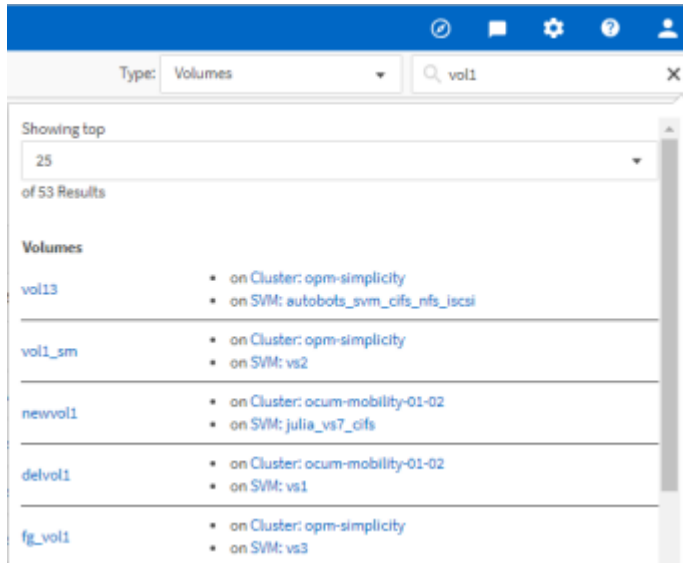 Type: Volumes vol1
Showing top
25
of 53 Results
Volumes
vol13
on Cluster: opm-simplicity
on SVM: autobots_svm_cifs_nfs_iscsi
vol1_sm
on Cluster: opm-simplicity
on SVM: vs2
newvol1
on Cluster: ocum-mobility-01-02
on SVM: julia_vs7_cifs
delvol1
on Cluster: ocum-mobility-01-02
on SVM: vs1
fg_vol1
on Cluster: opm-simplicity
on SVM: vs3